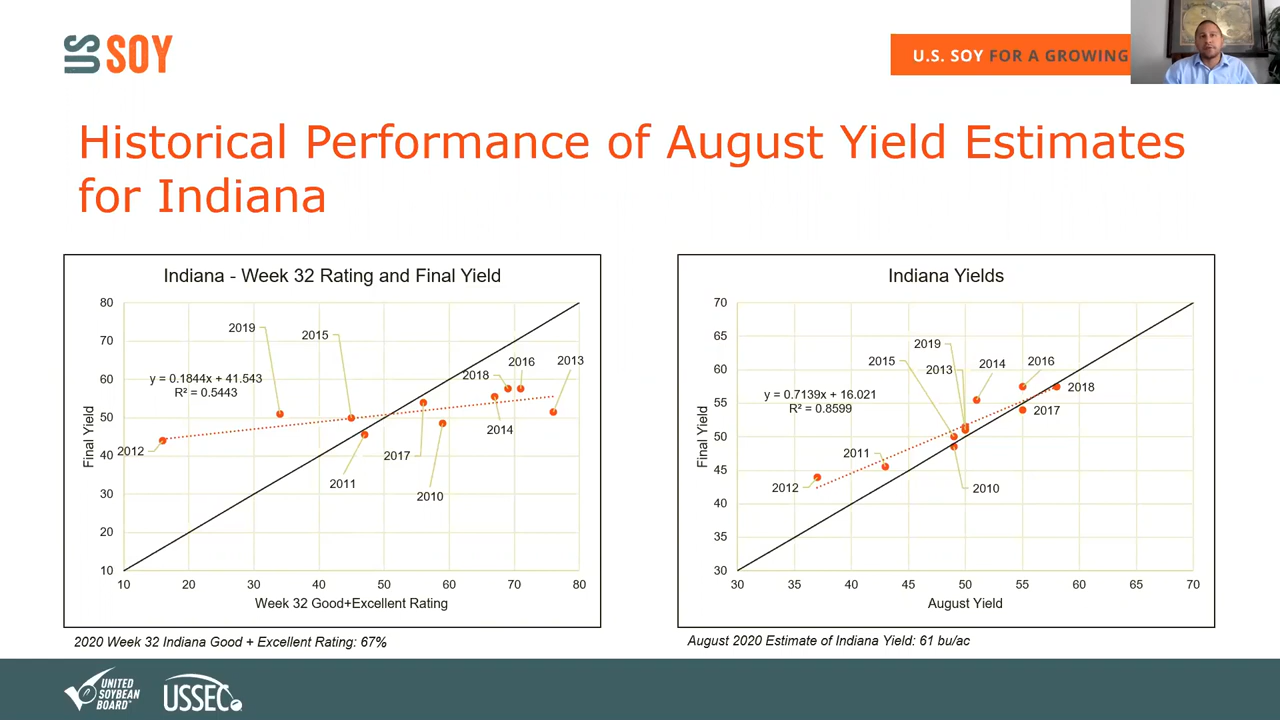 US SOY
U.S. SOY FOR A GROWING
Historical Performance of August Yield Estimates
for Indiana
Indiana - Week 32 Rating and Final Yield
Final Yield
80
70
60
50
40
30
20
10
10 20 30 40 50 60 70 80
Week 32 Good+Excellent Rating
y = 0.1844x + 41.543
R² = 0.5443
2019
2015
2016
2013
2018
2012
2014
2017
2011
2010
2020 Week 32 Indiana Good + Excellent Rating: 67%
Indiana Yields
Final Yield
70
65
60
55
50
45
40
35
30
30 35 40 45 50 55 60 65 70
August Yield
y = 0.7139x + 16.021
R² = 0.8599
2019
2015
2013
2014
2016
2018
2017
2011
2012
2010
August 2020 Estimate of Indiana Yield: 61 bu/ac
UNITED
SOYBEAN
BOARD
USSEC